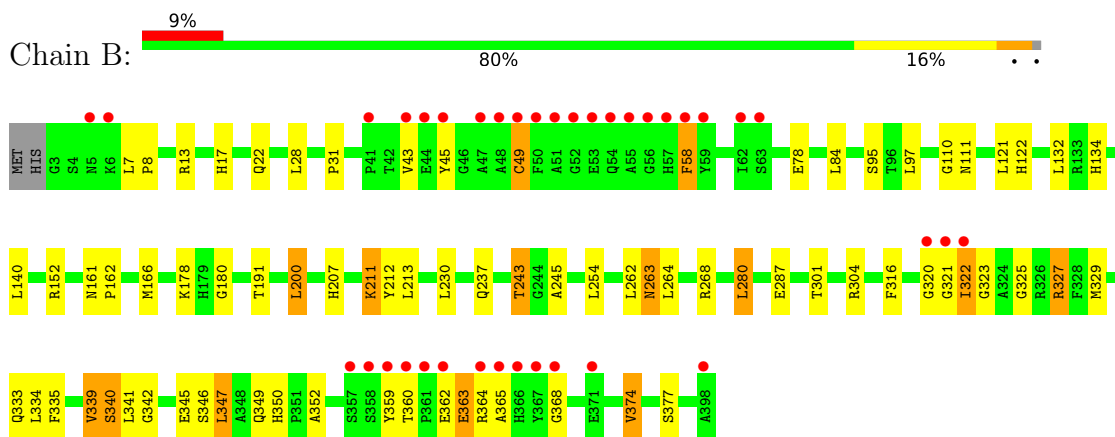 9%
Chain B:
80% 16% • •
MET HIS G3 S4 N5 K6 L7 P8 R13 H17 Q22 L28 P31 P41 T42 V43 E44 Y45 G46 A47 A48 C49 F50 A51 G52 E53 Q54 A55 G56 H57 F58 Y59 I62 S63 E78 L84 S95 T96 L97 G110 N111 L121 H122 L132 R133 H134
L140 R152 N161 P162 M166 K178 H179 G180 T191 L200 H207 K211 Y212 L213 L230 Q237 T243 G244 A245 L254 L262 N263 L264 R268 L280 E287 T301 R304 F316 G320 G321 I322 G323 A324 G325 R326 R327 F328 M329
Q333 L334 F335 V339 S340 L341 G342 E345 S346 L347 A348 Q349 H350 P351 A352 S357 S358 Y359 T360 P361 E362 E363 R364 A365 H366 Y367 G368 E371 V374 S377 A398